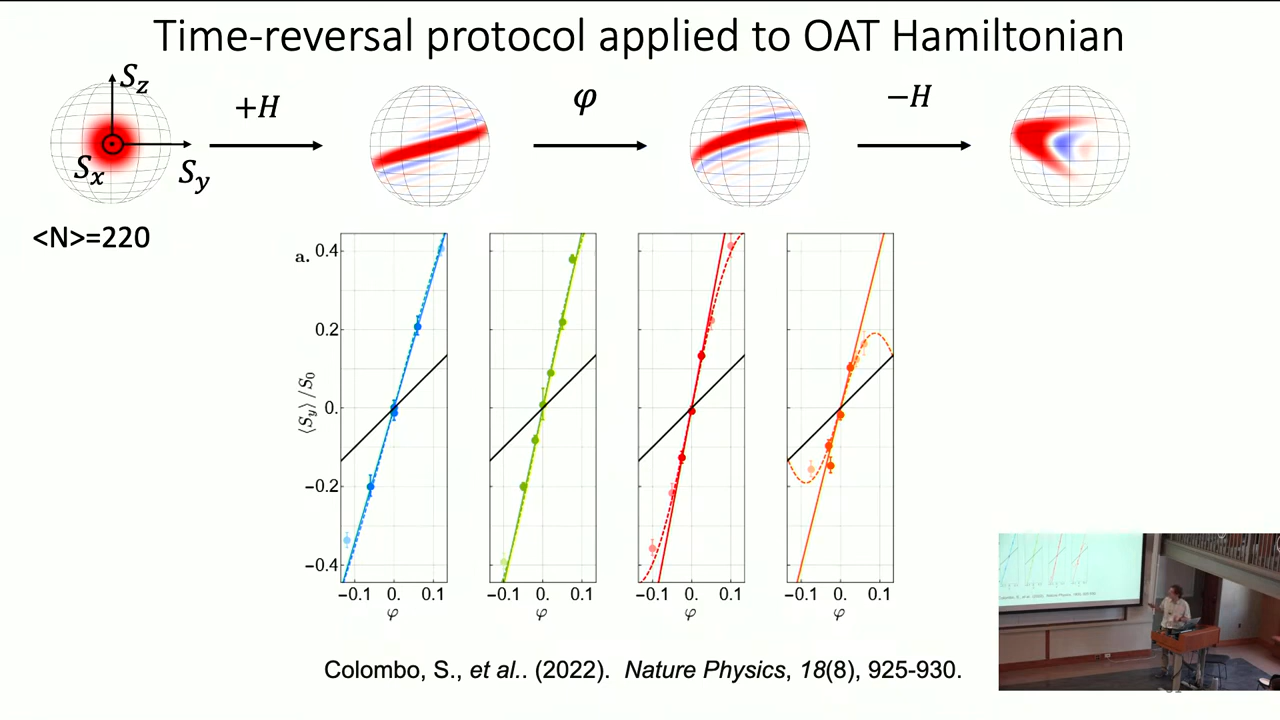 Time-reversal protocol applied to OAT Hamiltonian
S_z
S_x
S_y
+H
φ
−H
<N>=220
a.
⟨S_y⟩/S_0
0.4
0.2
0.
−0.2
−0.4
−0.1 0. 0.1
φ
−0.1 0. 0.1
φ
−0.1 0. 0.1
φ
−0.1 0. 0.1
φ
Colombo, S., et al.. (2022). Nature Physics, 18(8), 925-930.